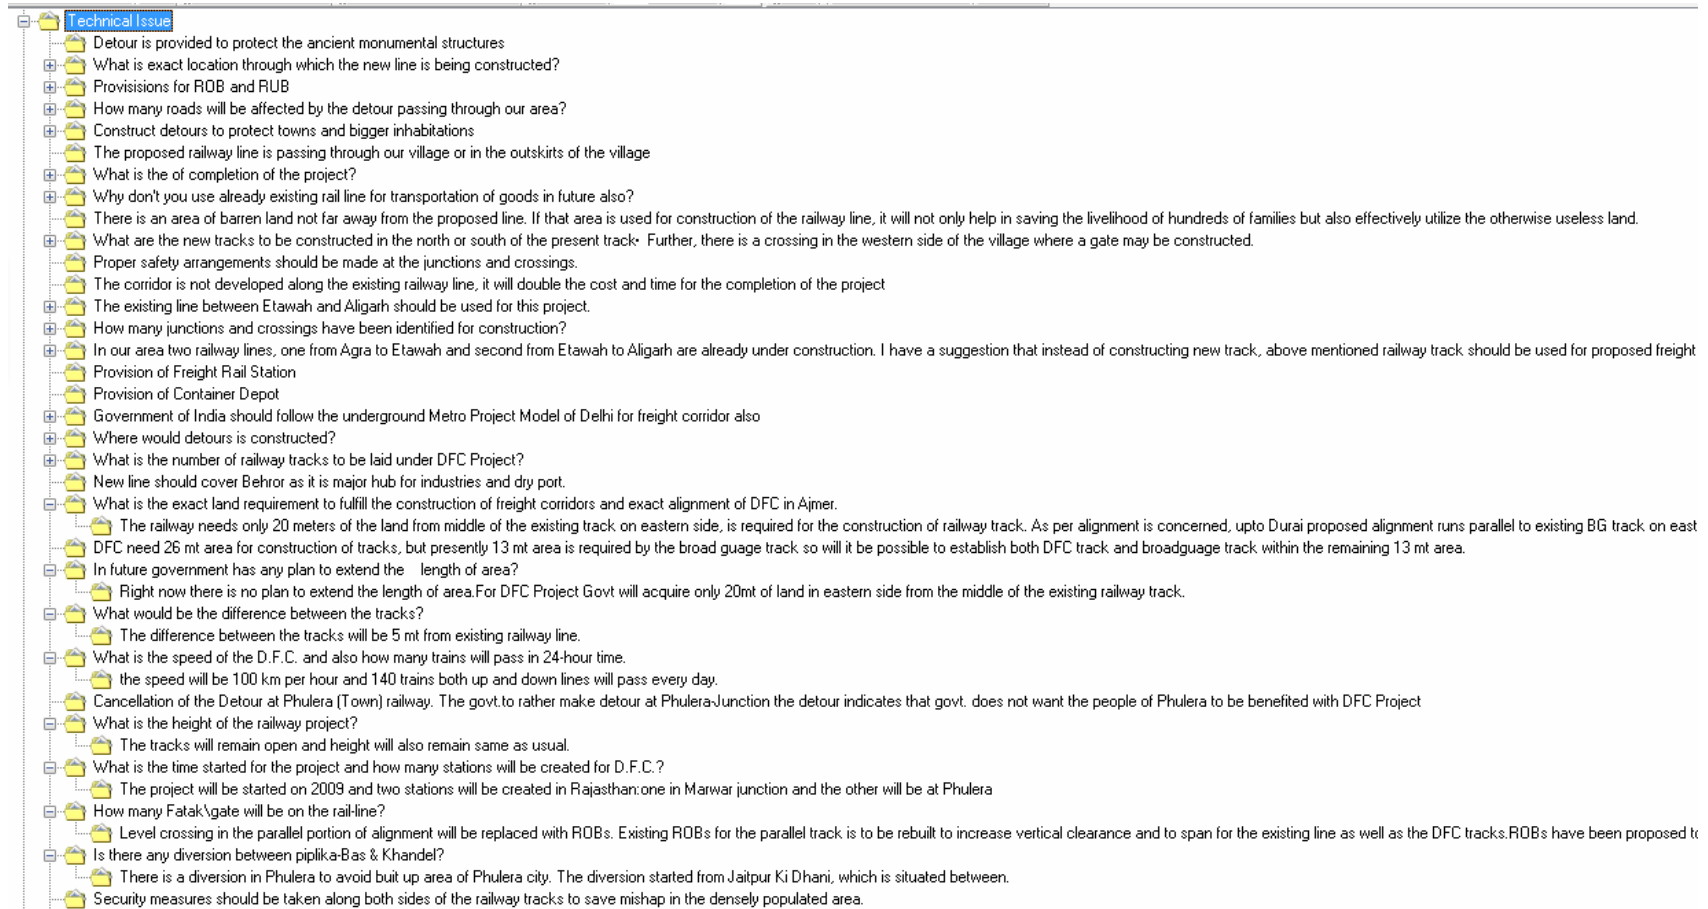 Technical Issue
Detour is provided to protect the ancient monumental structures
What is exact location through which the new line is being constructed?
Provisisions for ROB and RUB
How many roads will be affected by the detour passing through our area?
Construct detours to protect towns and bigger inhabitations
The proposed railway line is passing through our village or in the outskirts of the village
What is the of completion of the project?
Why don't you use already existing rail line for transportation of goods in future also?
There is an area of barren land not far away from the proposed line. If that area is used for construction of the railway line, it will not only help in saving the livelihood of hundreds of families but also effectively utilize the otherwise useless land.
What are the new tracks to be constructed in the north or south of the present track• Further, there is a crossing in the western side of the village where a gate may be constructed.
Proper safety arrangements should be made at the junctions and crossings.
The corridor is not developed along the existing railway line, it will double the cost and time for the completion of the project
The existing line between Etawah and Aligarh should be used for this project.
How many junctions and crossings have been identified for construction?
In our area two railway lines, one from Agra to Etawah and second from Etawah to Aligarh are already under construction. I have a suggestion that instead of constructing new track, above mentioned railway track should be used for proposed freight
Provision of Freight Rail Station
Provision of Container Depot
Government of India should follow the underground Metro Project Model of Delhi for freight corridor also
Where would detours is constructed?
What is the number of railway tracks to be laid under DFC Project?
New line should cover Behror as it is major hub for industries and dry port.
What is the exact land requirement to fulfill the construction of freight corridors and exact alignment of DFC in Ajmer.
The railway needs only 20 meters of the land from middle of the existing track on eastern side, is required for the construction of railway track. As per alignment is concerned, upto Durai proposed alignment runs parallel to existing BG track on east
DFC need 26 mt area for construction of tracks, but presently 13 mt area is required by the broad guage track so will it be possible to establish both DFC track and broadguage track within the remaining 13 mt area.
In future government has any plan to extend the length of area?
Right now there is no plan to extend the length of area.For DFC Project Govt will acquire only 20mt of land in eastern side from the middle of the existing railway track.
What would be the difference between the tracks?
The difference between the tracks will be 5 mt from existing railway line.
What is the speed of the D.F.C. and also how many trains will pass in 24-hour time.
the speed will be 100 km per hour and 140 trains both up and down lines will pass every day.
Cancellation of the Detour at Phulera (Town) railway. The govt.to rather make detour at Phulera-Junction the detour indicates that govt. does not want the people of Phulera to be benefited with DFC Project
What is the height of the railway project?
The tracks will remain open and height will also remain same as usual.
What is the time started for the project and how many stations will be created for D.F.C.?
The project will be started on 2009 and two stations will be created in Rajasthan:one in Marwar junction and the other will be at Phulera
How many Fatak\gate will be on the rail-line?
Level crossing in the parallel portion of alignment will be replaced with ROBs. Existing ROBs for the parallel track is to be rebuilt to increase vertical clearance and to span for the existing line as well as the DFC tracks.ROBs have been proposed to
Is there any diversion between piplika-Bas & Khandel?
There is a diversion in Phulera to avoid buit up area of Phulera city. The diversion started from Jaitpur Ki Dhani, which is situated between.
Security measures should be taken along both sides of the railway tracks to save mishap in the densely populated area.